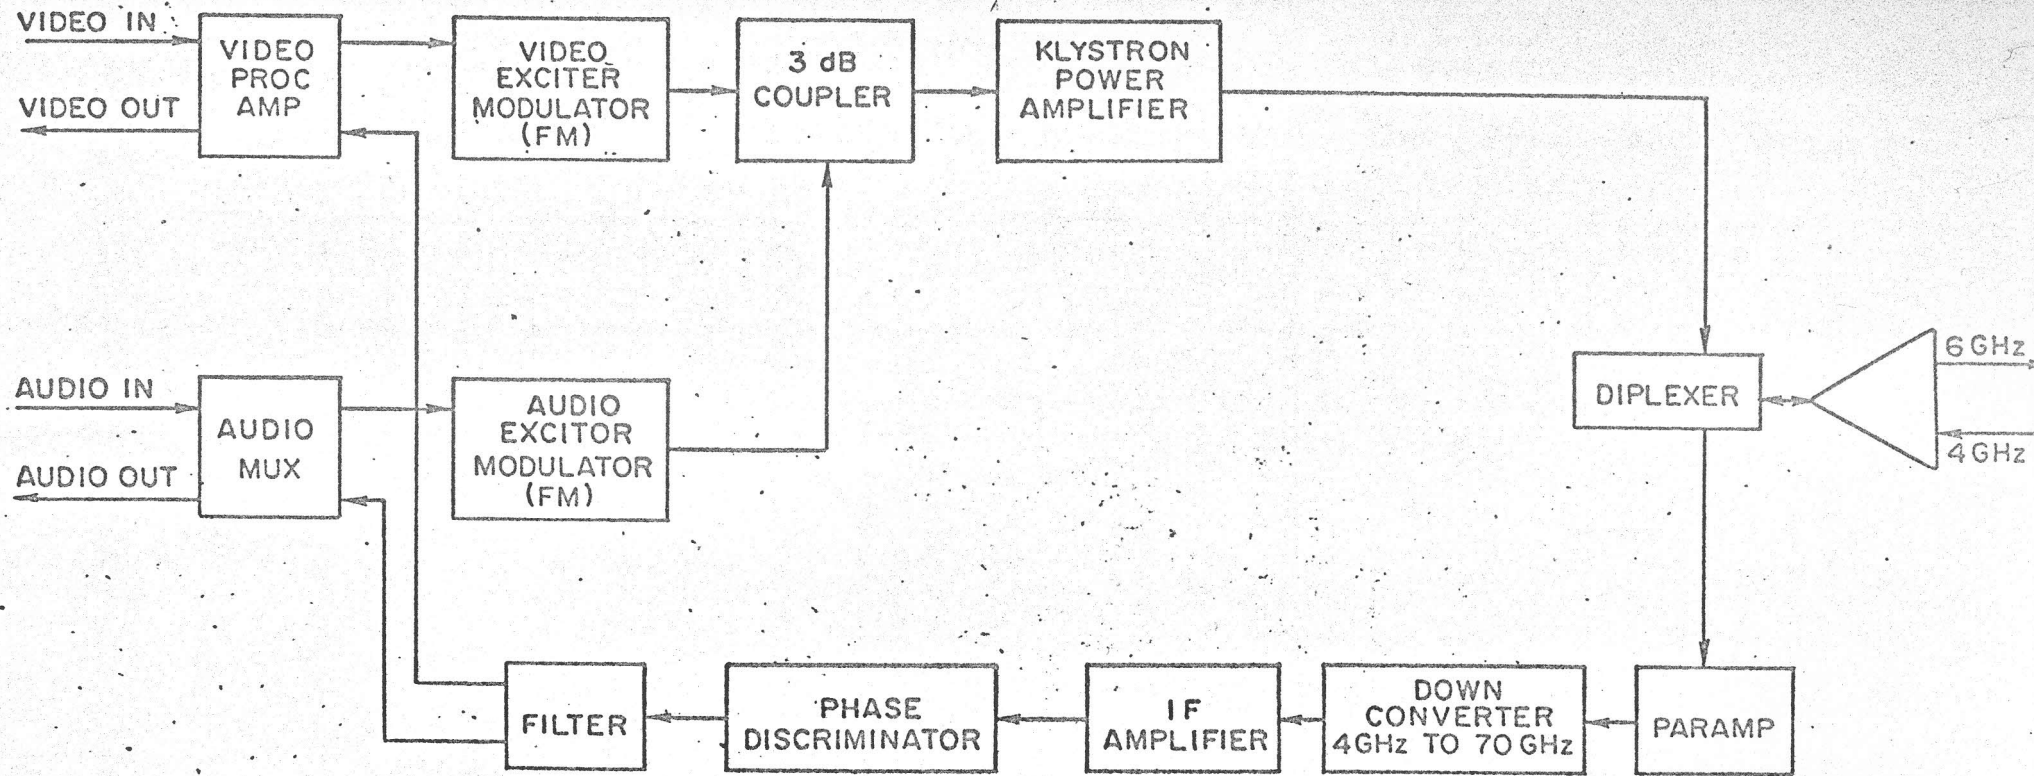 VIDEO IN
VIDEO OUT
VIDEO
PROC
AMP
VIDEO
EXCITER
MODULATOR
(FM)
3 dB
COUPLER
KLYSTRON
POWER
AMPLIFIER
6 GHz
4 GHz
DIPLEXER
AUDIO IN
AUDIO OUT
AUDIO
MUX
AUDIO
EXCITOR
MODULATOR
(FM)
FILTER
PHASE
DISCRIMINATOR
IF
AMPLIFIER
DOWN
CONVERTER
4GHz TO 70 GHz
PARAMP